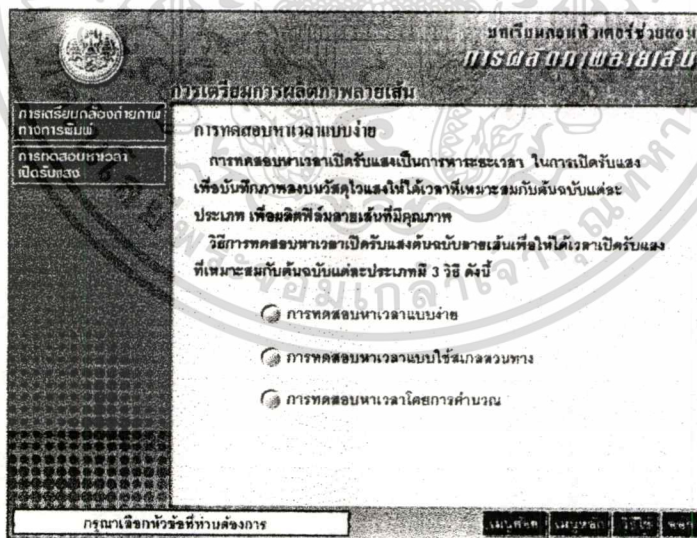 บทเรียนคอมพิวเตอร์ช่วยสอน
การผลิตภาพลายเส้น
การเตรียมการผลิตภาพลายเส้น
การเตรียมกล้องถ่ายภาพ
ทางการพิมพ์
การทดสอบหาเวลา
เปิดรับแสง
การทดสอบหาเวลาแบบง่าย
การทดสอบหาเวลาเปิดรับแสงเป็นการหาระยะเวลา ในการเปิดรับแสง
เพื่อบันทึกภาพลงบนวัสดุไวแสงให้ได้เวลาที่เหมาะสมกับต้นฉบับแต่ละ
ประเภท เพื่อผลิตฟิล์มลายเส้นที่มีคุณภาพ
วิธีการทดสอบหาเวลาเปิดรับแสงต้นฉบับลายเส้นเพื่อให้ได้เวลาเปิดรับแสง
ที่เหมาะสมกับต้นฉบับแต่ละประเภทมี 3 วิธี ดังนี้
การทดสอบหาเวลาแบบง่าย
การทดสอบหาเวลาแบบใช้สเกลสวนทาง
การทดสอบหาเวลาโดยการคำนวณ
กรุณาเลือกหัวข้อที่ท่านต้องการ
เมนูหลัก วิธีใช้